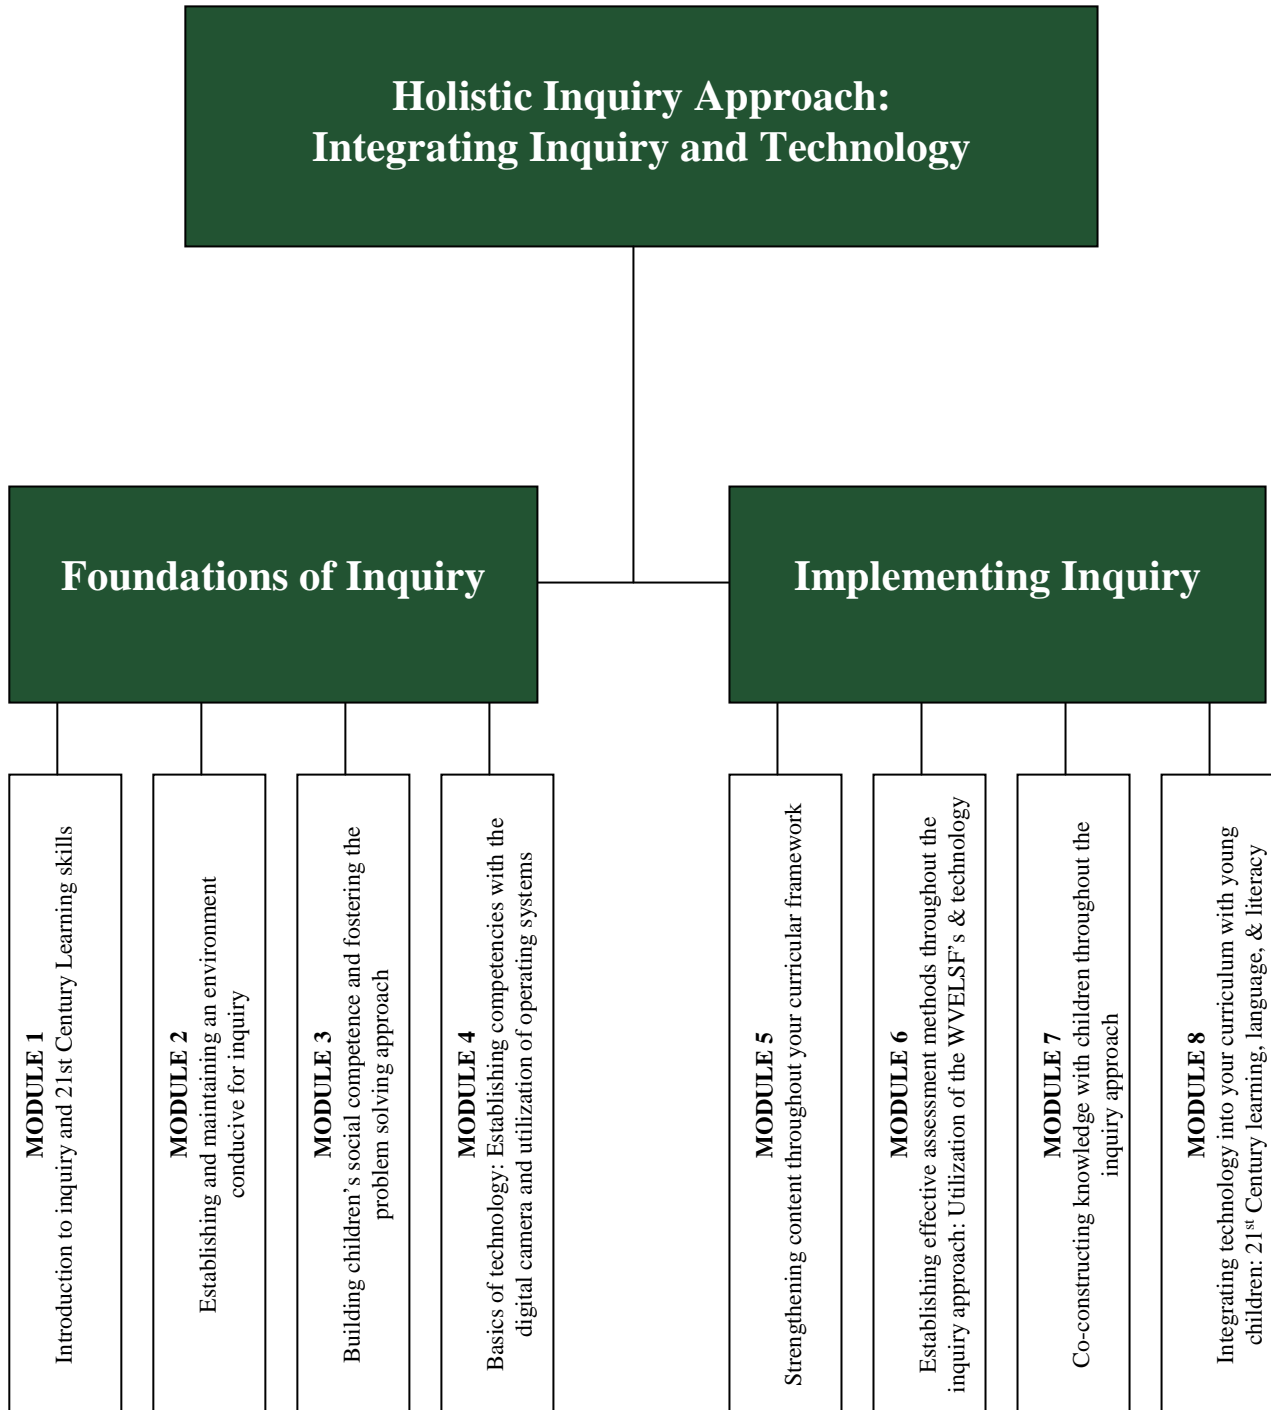 Holistic Inquiry Approach:
Integrating Inquiry and Technology
Foundations of Inquiry
Implementing Inquiry
MODULE 1
Introduction to inquiry and 21st Century Learning skills
MODULE 2
Establishing and maintaining an environment
conducive for inquiry
MODULE 3
Building children’s social competence and fostering the
problem solving approach
MODULE 4
Basics of technology: Establishing competencies with the
digital camera and utilization of operating systems
MODULE 5
Strengthening content throughout your curricular framework
MODULE 6
Establishing effective assessment methods throughout the
inquiry approach: Utilization of the WVELSF’s & technology
MODULE 7
Co-constructing knowledge with children throughout the
inquiry approach
MODULE 8
Integrating technology into your curriculum with young
children: 21st Century learning, language, & literacy